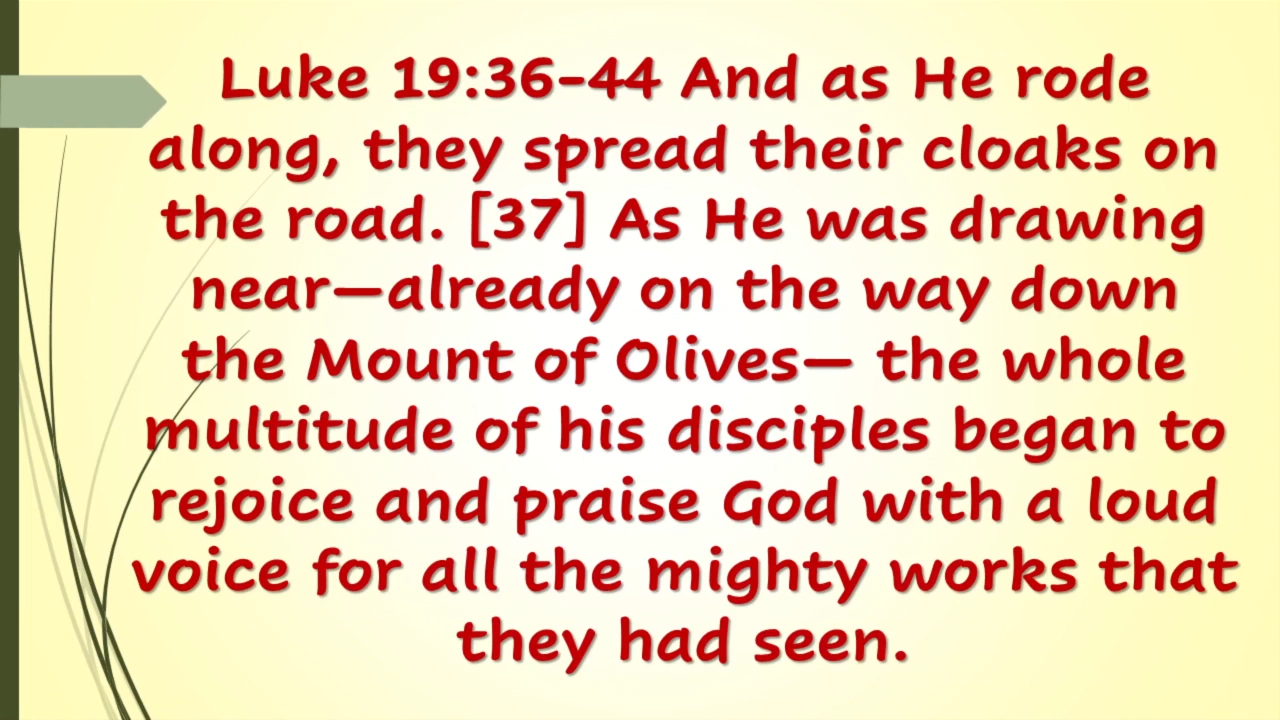 Luke 19:36-44 And as He rode
along, they spread their cloaks on
the road. [37] As He was drawing
near—already on the way down
the Mount of Olives— the whole
multitude of his disciples began to
rejoice and praise God with a loud
voice for all the mighty works that
they had seen.